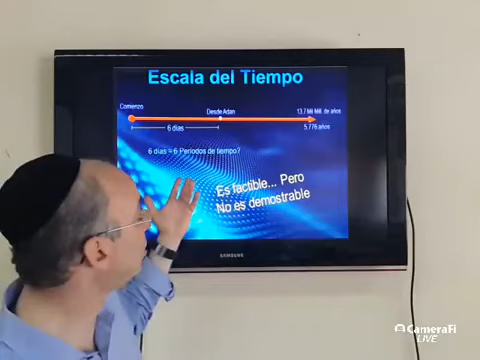 Escala del Tiempo
Comienzo
Desde Adan
13.7 Mil Mill. de años
6 días
5.776 años
6 días = 6 Periodos de tiempo?
Es factible... Pero
No es demostrable
SAMSUNG
CameraFi
LIVE